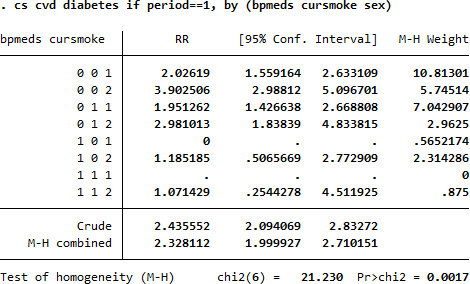 . cs cvd diabetes if period==1, by (bpmeds cursmoke sex)
bpmeds cursmoke RR [95% Conf. Interval] M-H Weight
0 0 1 2.02619 1.559164 2.633109 10.81301
0 0 2 3.902506 2.98812 5.096701 5.74514
0 1 1 1.951262 1.426638 2.668808 7.042907
0 1 2 2.981013 1.83839 4.833815 2.9625
1 0 1 0 . . .5652174
1 0 2 1.185185 .5065669 2.772909 2.314286
1 1 1 . . . 0
1 1 2 1.071429 .2544278 4.511925 .875
Crude 2.435552 2.094069 2.83272
M-H combined 2.328112 1.999927 2.710151
Test of homogeneity (M-H) chi2(6) = 21.230 Pr>chi2 = 0.0017